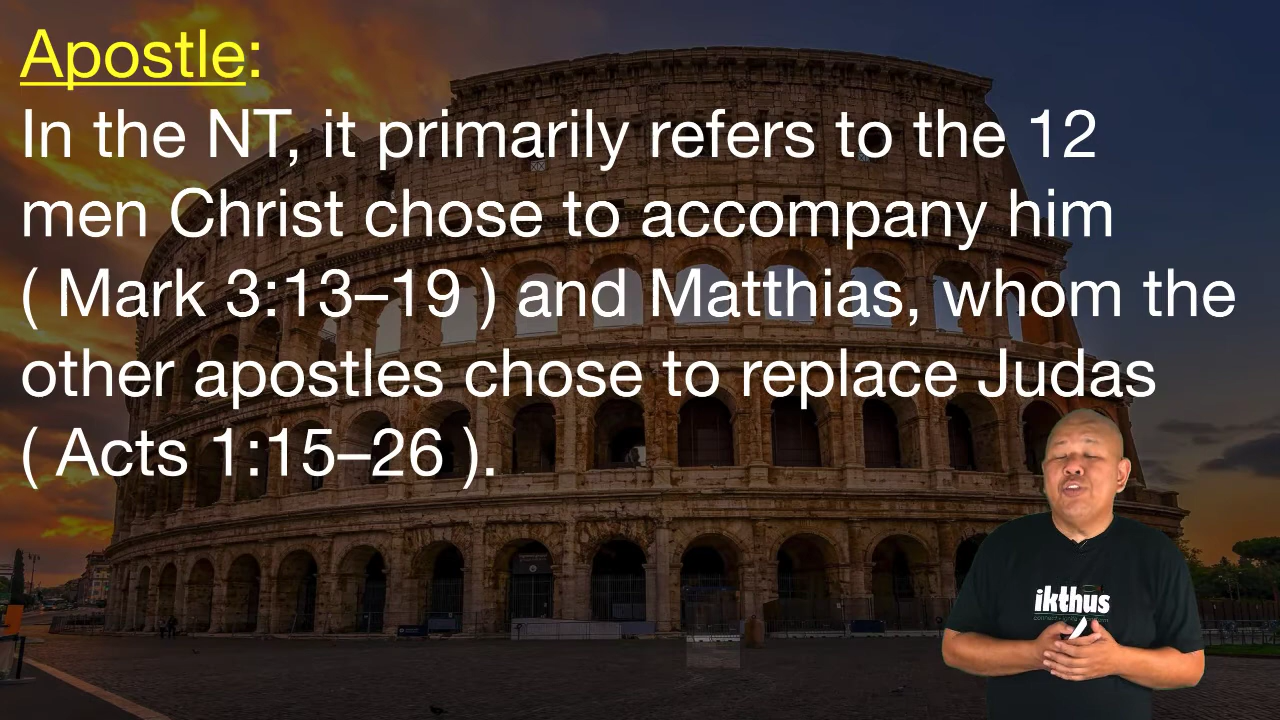 Apostle:
In the NT, it primarily refers to the 12
men Christ chose to accompany him
( Mark 3:13–19 ) and Matthias, whom the
other apostles chose to replace Judas
( Acts 1:15–26 ).
ikthus